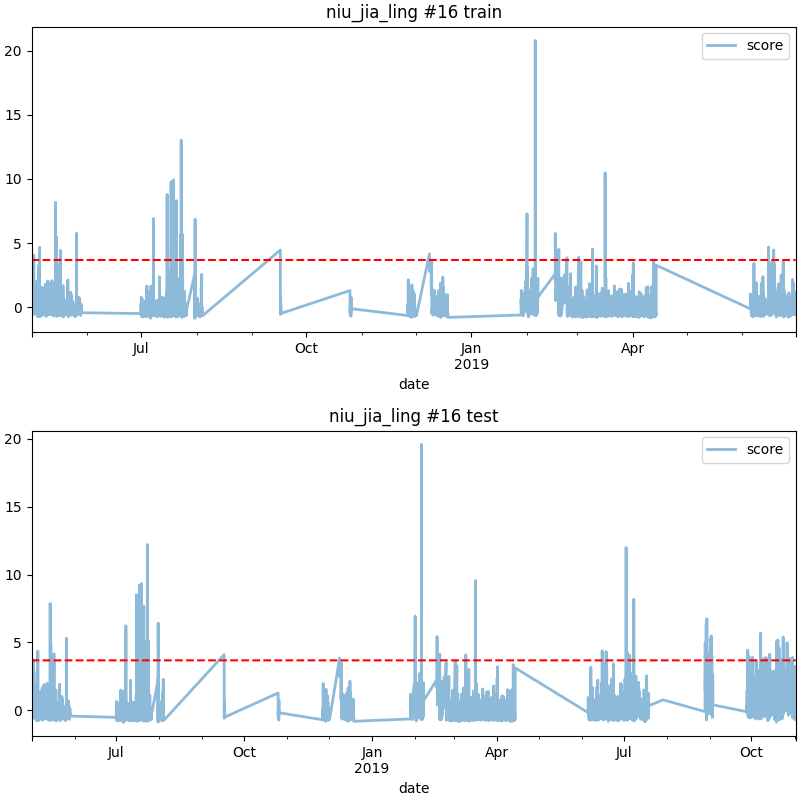 niu_jia_ling #16 train
score
20
15
10
5
0
Jul
Oct
Jan
2019
Apr
date
niu_jia_ling #16 test
score
20
15
10
5
0
Jul
Oct
Jan
2019
Apr
Jul
Oct
date